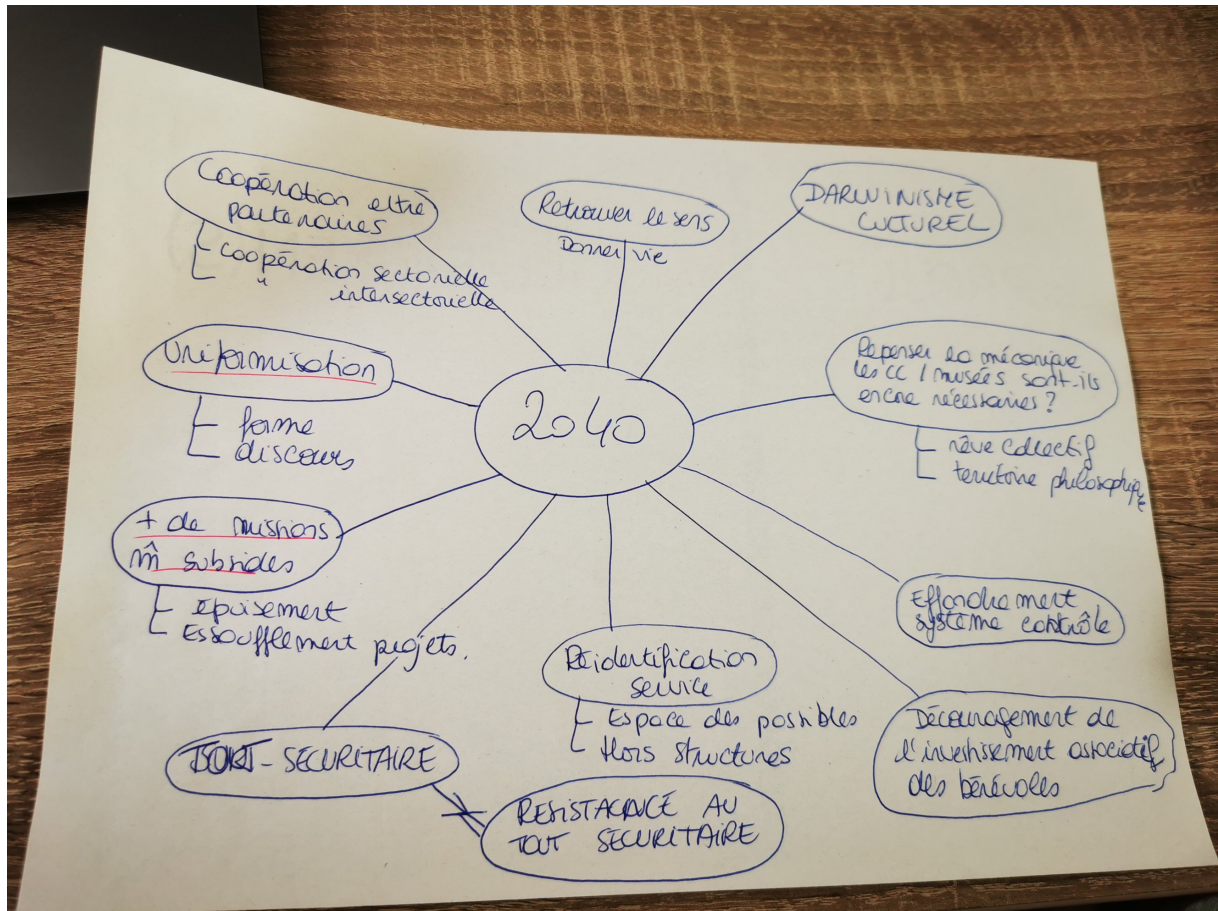 Coopération entre
partenaires
Coopération sectorielle
" intersectorielle
Retrouver le sens
Donner vie
DARWINISME
CULTUREL
Uniformisation
forme
discours
2040
Repenser la mécanique
les CC / musées sont-ils
encore nécessaires ?
rêve collectif
territoire philosophique
+ de missions
m̂ subsides
épuisement
Essoufflement projets.
Effondrement
système contrôle
Réidentification
service
Espace des possibles
Hors structures
Découragement de
l'investissement associatif
des bénévoles
TOUT-SECURITAIRE
RESISTANCE AU
TOUT SECURITAIRE